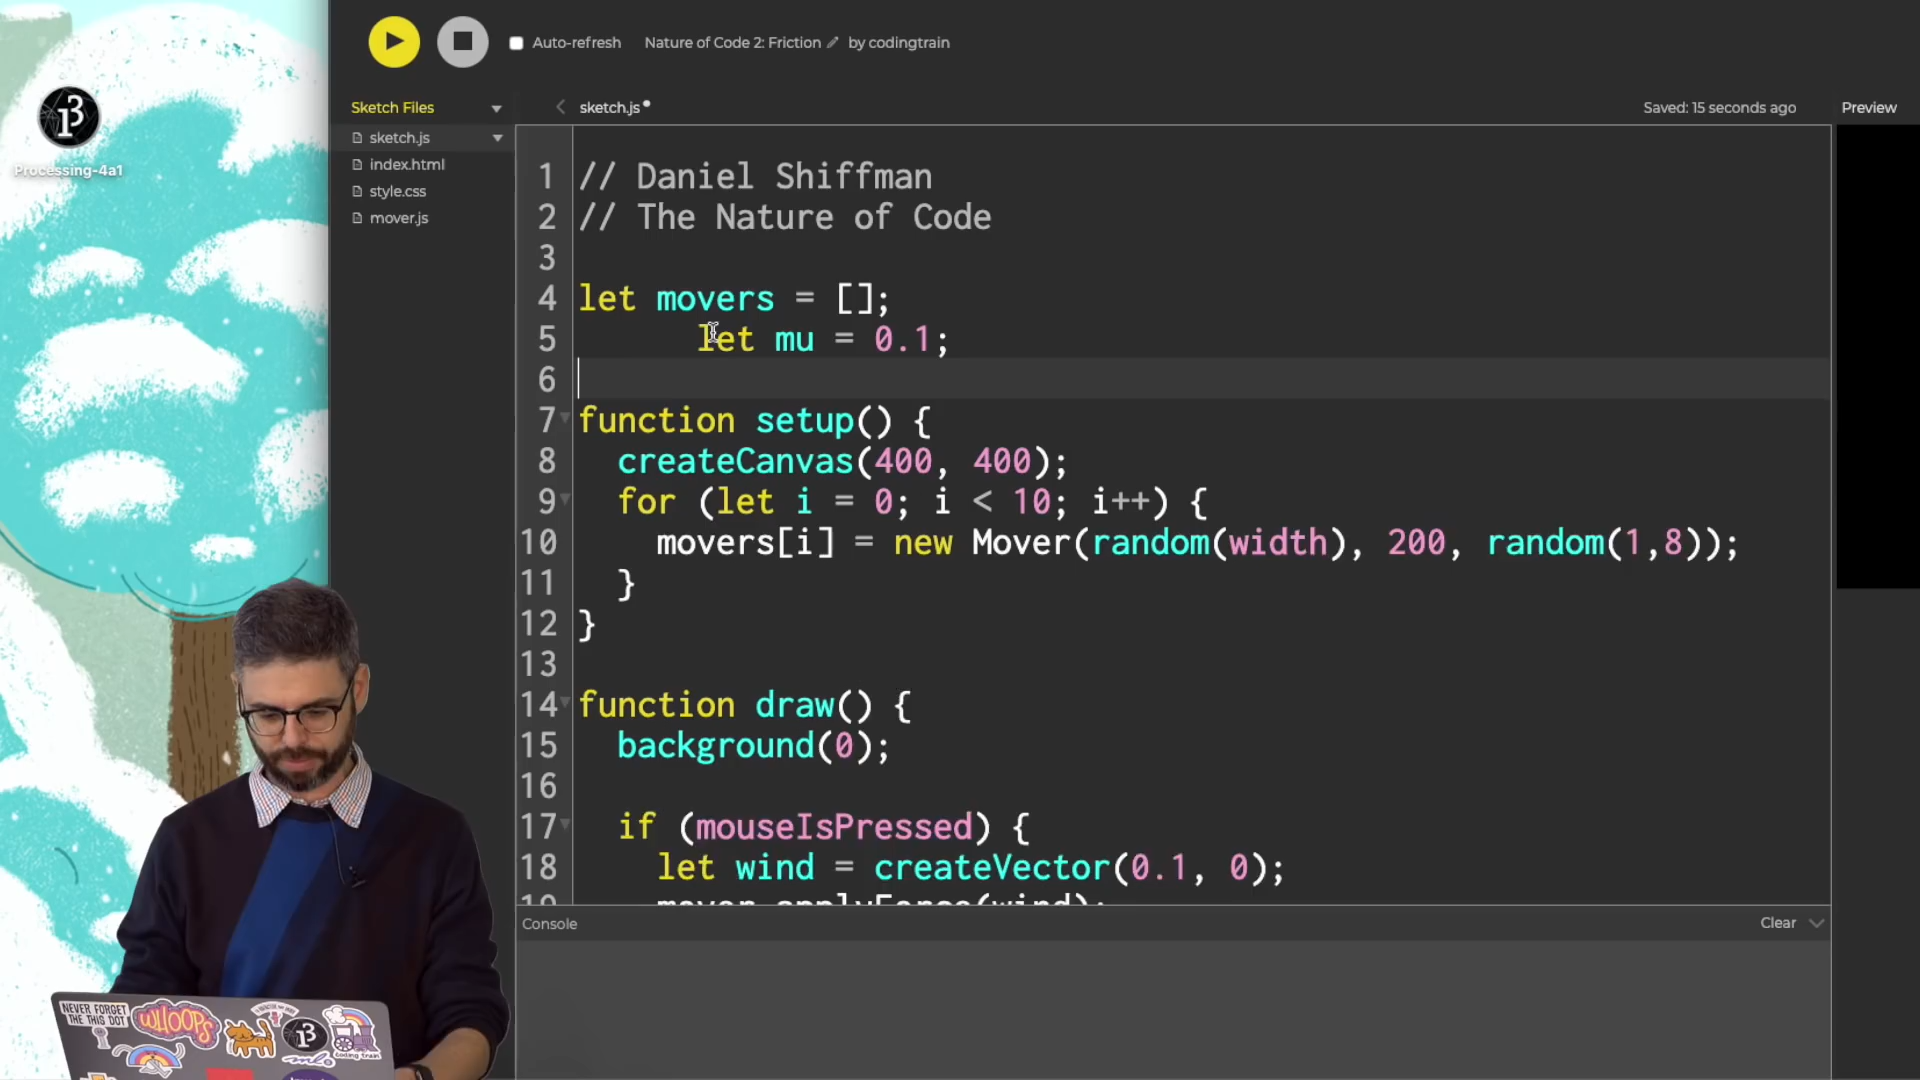 Auto-refresh
Nature of Code 2: Friction
by codingtrain
Sketch Files
sketch.js
Saved: 15 seconds ago
Preview
sketch.js
index.html
style.css
mover.js
Processing-4a1
1 // Daniel Shiffman
2 // The Nature of Code
3
4 let movers = [];
5 let mu = 0.1;
6
7 function setup() {
8 createCanvas(400, 400);
9 for (let i = 0; i < 10; i++) {
10 movers[i] = new Mover(random(width), 200, random(1,8));
11 }
12 }
13
14 function draw() {
15 background(0);
16
17 if (mouseIsPressed) {
18 let wind = createVector(0.1, 0);
19 mover.applyForce(wind);
Console
Clear
NEVER FORGET
THE THIS DOT
WHOOPS
coding train